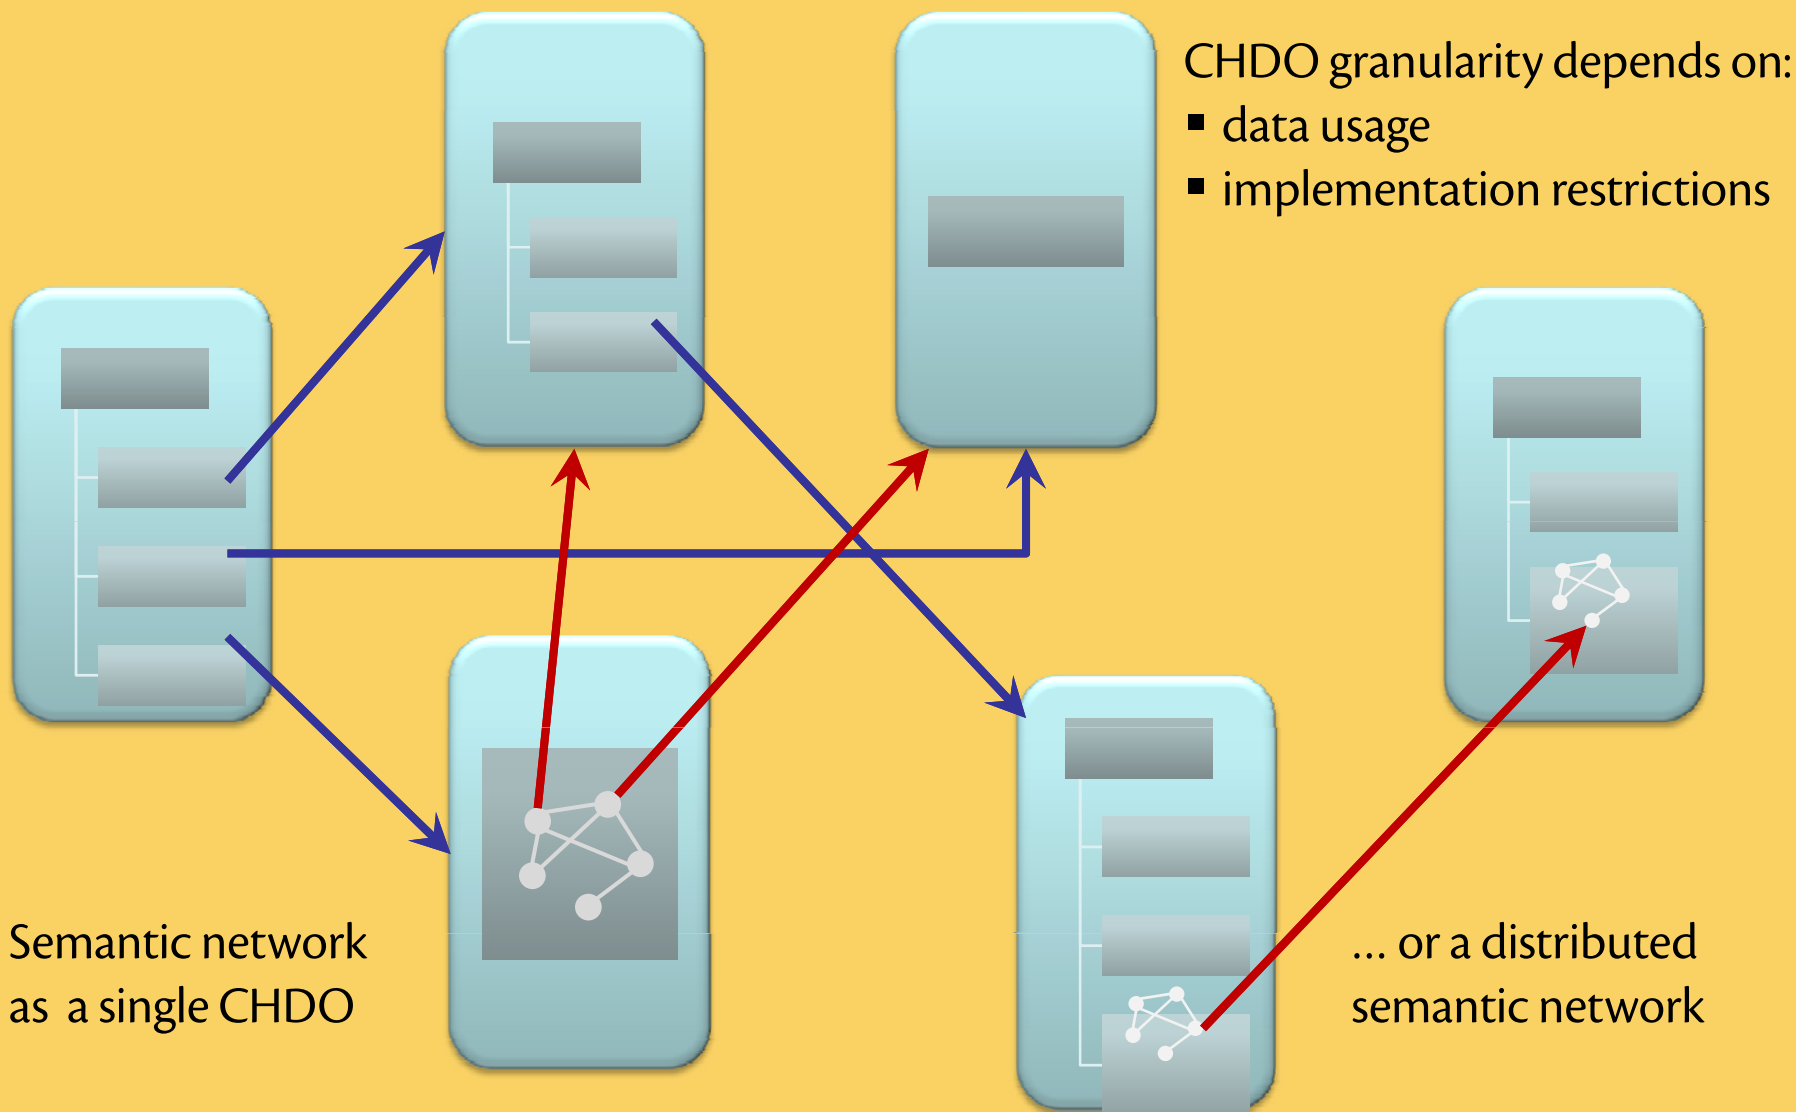 CHDO granularity depends on:
▪ data usage
▪ implementation restrictions
Semantic network
as a single CHDO
... or a distributed
semantic network